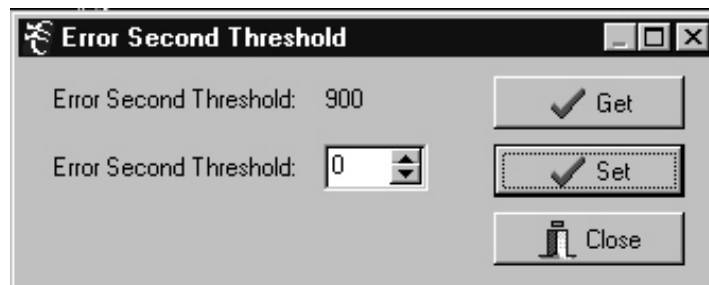 Error Second Threshold
Error Second Threshold: 900
Get
Error Second Threshold: 0
Set
Close